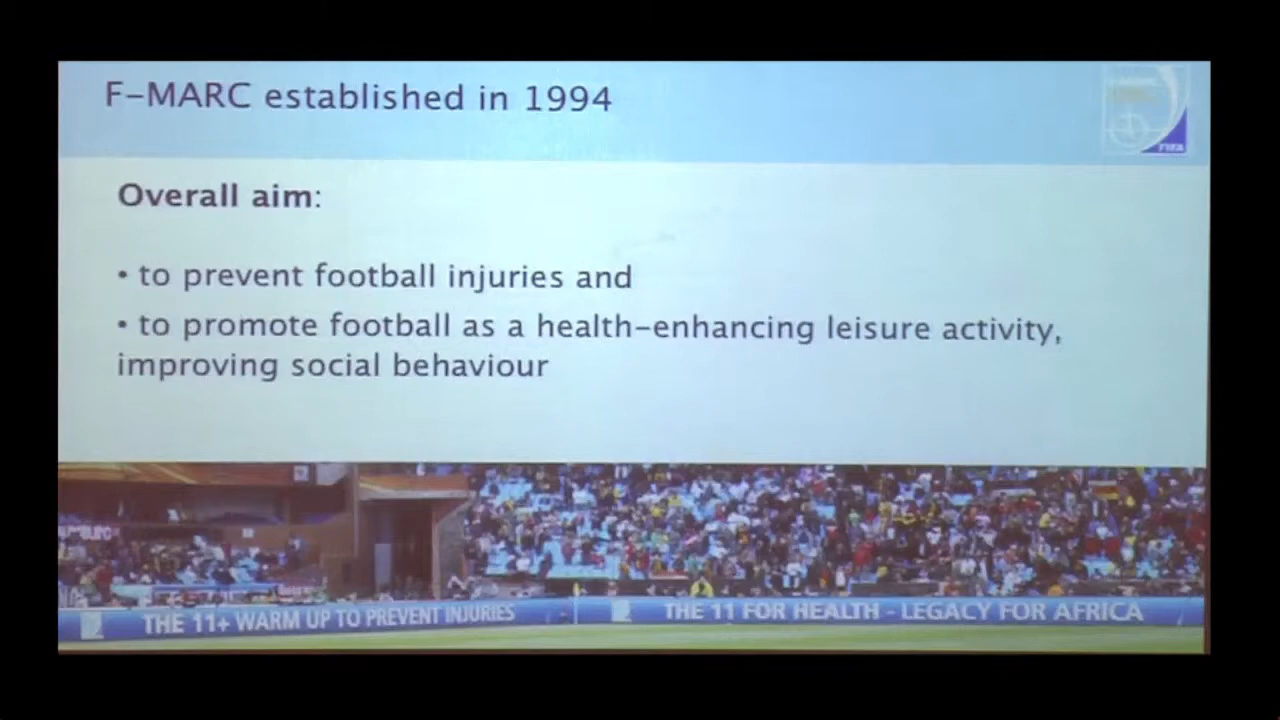 F-MARC established in 1994
FIFA
Overall aim:
• to prevent football injuries and
• to promote football as a health-enhancing leisure activity,
improving social behaviour
THE 11+ WARM UP TO PREVENT INJURIES
THE 11 FOR HEALTH - LEGACY FOR AFRICA